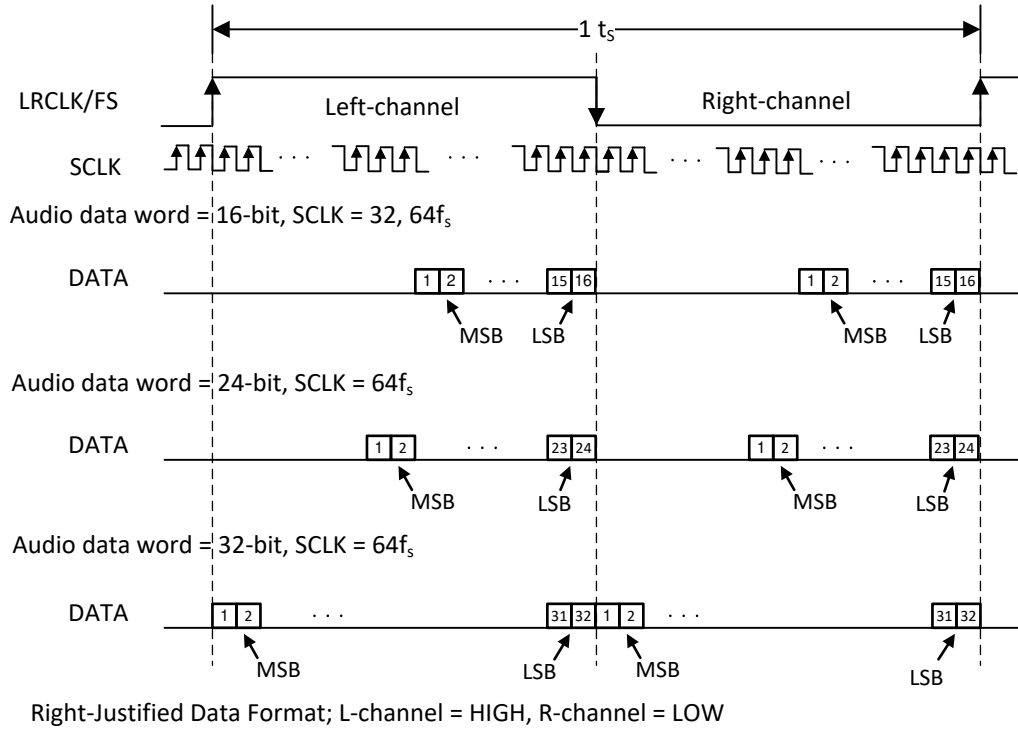 1 tS
LRCLK/FS
Left-channel
Right-channel
SCLK
. . .
. . .
. . .
. . .
Audio data word = 16-bit, SCLK = 32, 64fs
DATA
1 2 . . . 15 16 1 2 . . . 15 16
MSB LSB MSB LSB
Audio data word = 24-bit, SCLK = 64fs
DATA
1 2 . . . 23 24 1 2 . . . 23 24
MSB LSB MSB LSB
Audio data word = 32-bit, SCLK = 64fs
DATA
1 2 . . . 31 32 1 2 . . . 31 32
MSB LSB MSB LSB
Right-Justified Data Format; L-channel = HIGH, R-channel = LOW